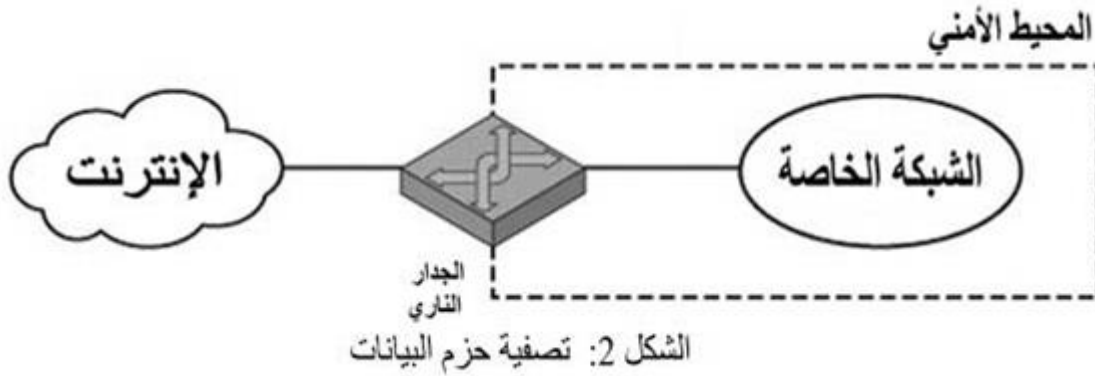 المحيط الأمني
الشبكة الخاصة
الإنترنت
الجدار
الناري
الشكل 2: تصفية حزم البيانات